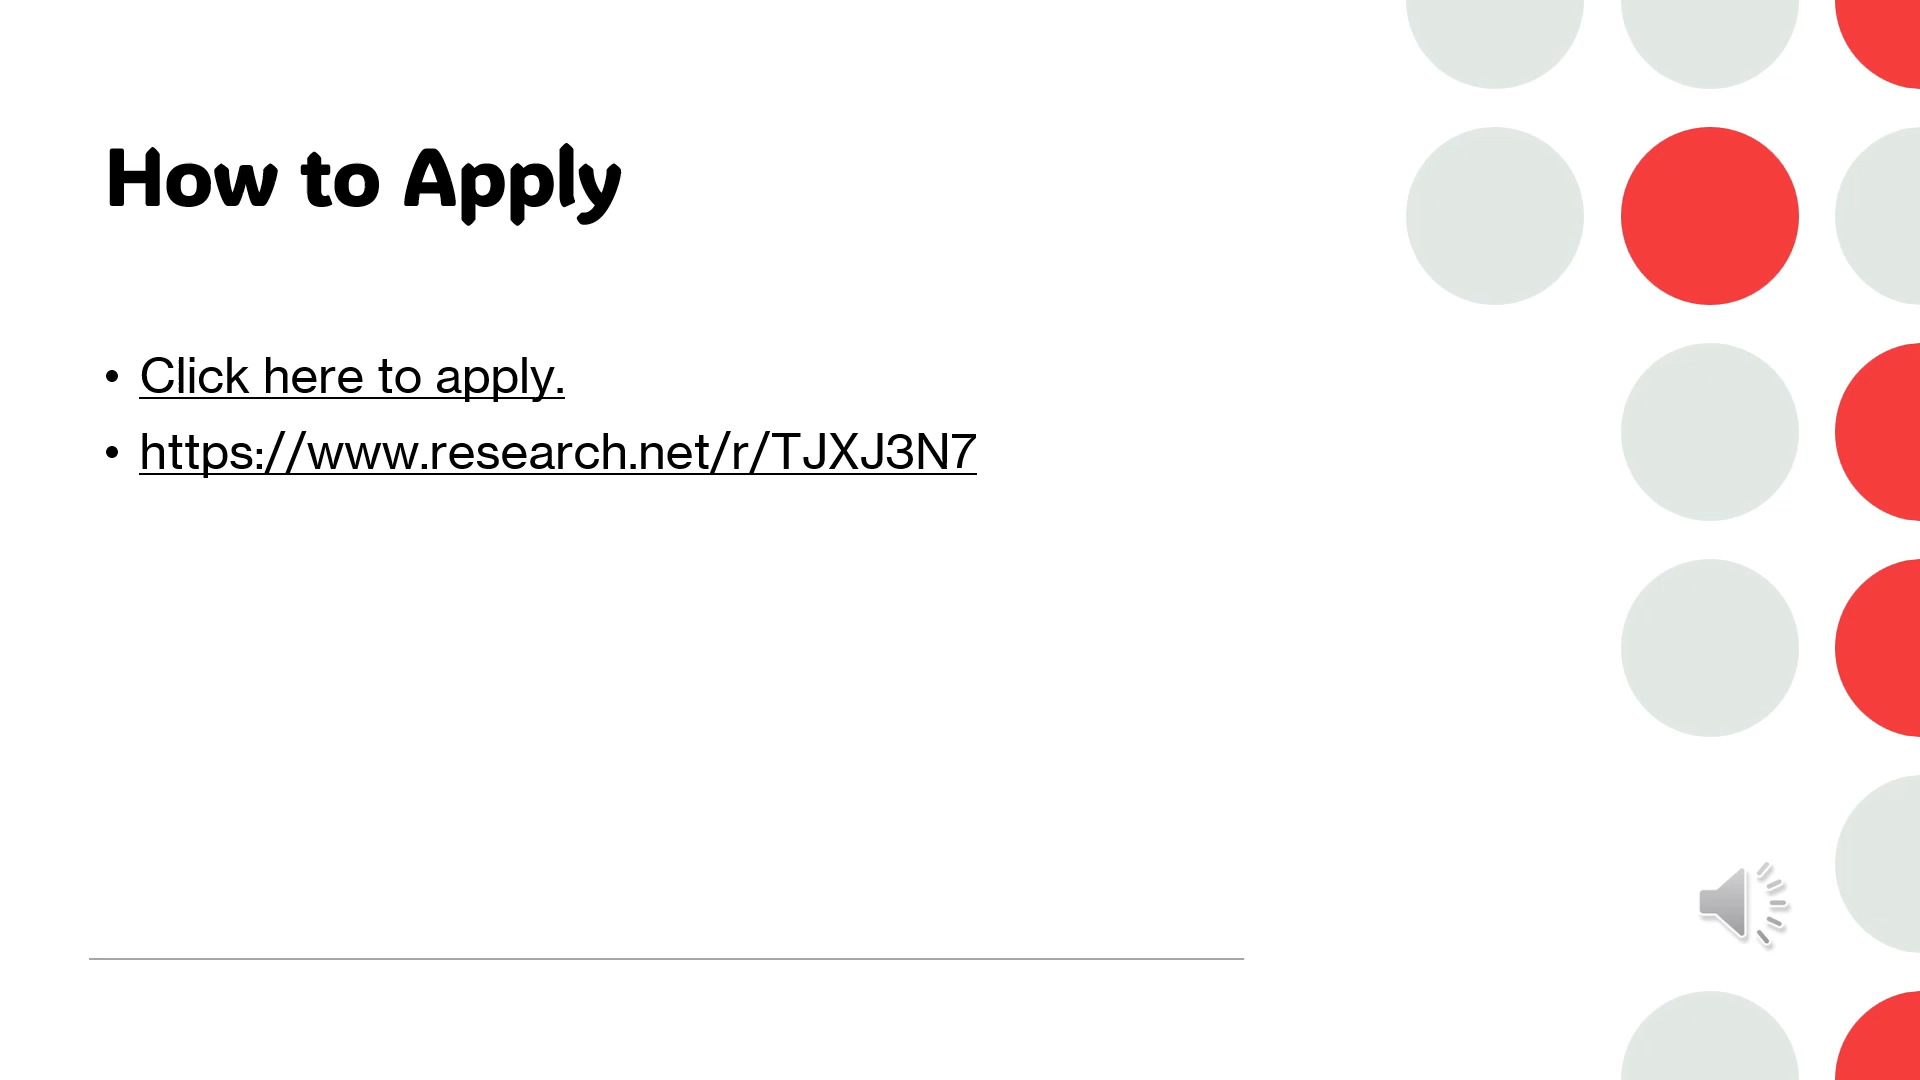 How to Apply
• Click here to apply.
• https://www.research.net/r/TJXJ3N7